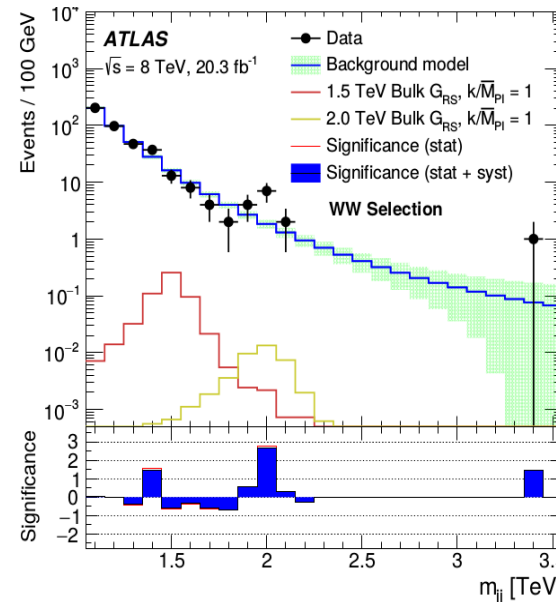 Events / 100 GeV
10⁴
10³
10²
10
1
10⁻¹
10⁻²
10⁻³
ATLAS
√s = 8 TeV, 20.3 fb⁻¹
Data
Background model
1.5 TeV Bulk G_RS, k/M̅_Pl = 1
2.0 TeV Bulk G_RS, k/M̅_Pl = 1
Significance (stat)
Significance (stat + syst)
WW Selection
Significance
3
2
1
0
−1
−2
1.5
2
2.5
3
3.
m_jj [TeV